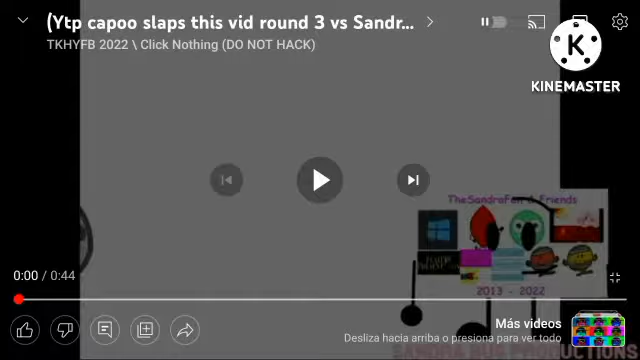 (Ytp capoo slaps this vid round 3 vs Sandr...
TKHYFB 2022 \ Click Nothing (DO NOT HACK)
K
KINEMASTER
TheSandroFan & Friends
2013 - 2022
0:00 / 0:44
Más videos
Desliza hacia arriba o presiona para ver todo